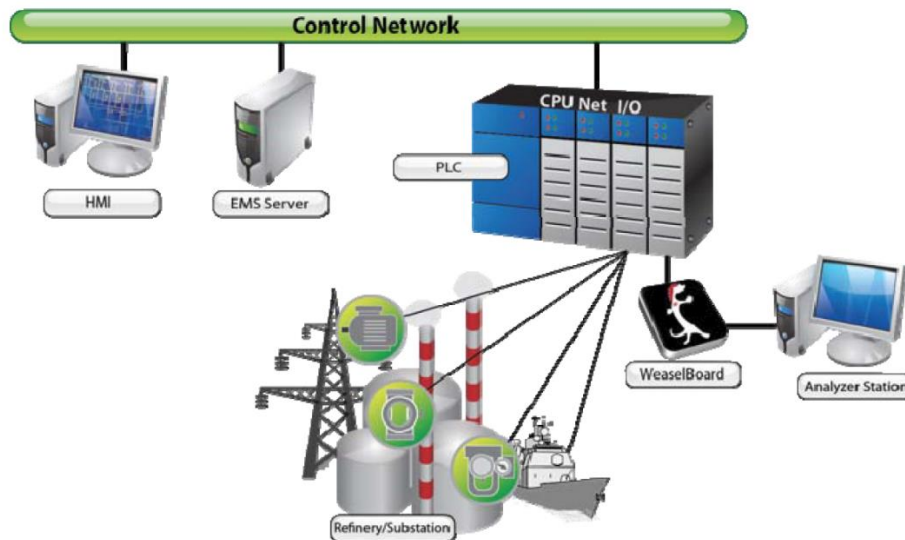 Control Network
CPU Net I/O
PLC
HMI
EMS Server
WeaselBoard
Analyzer Station
Refinery/Substation